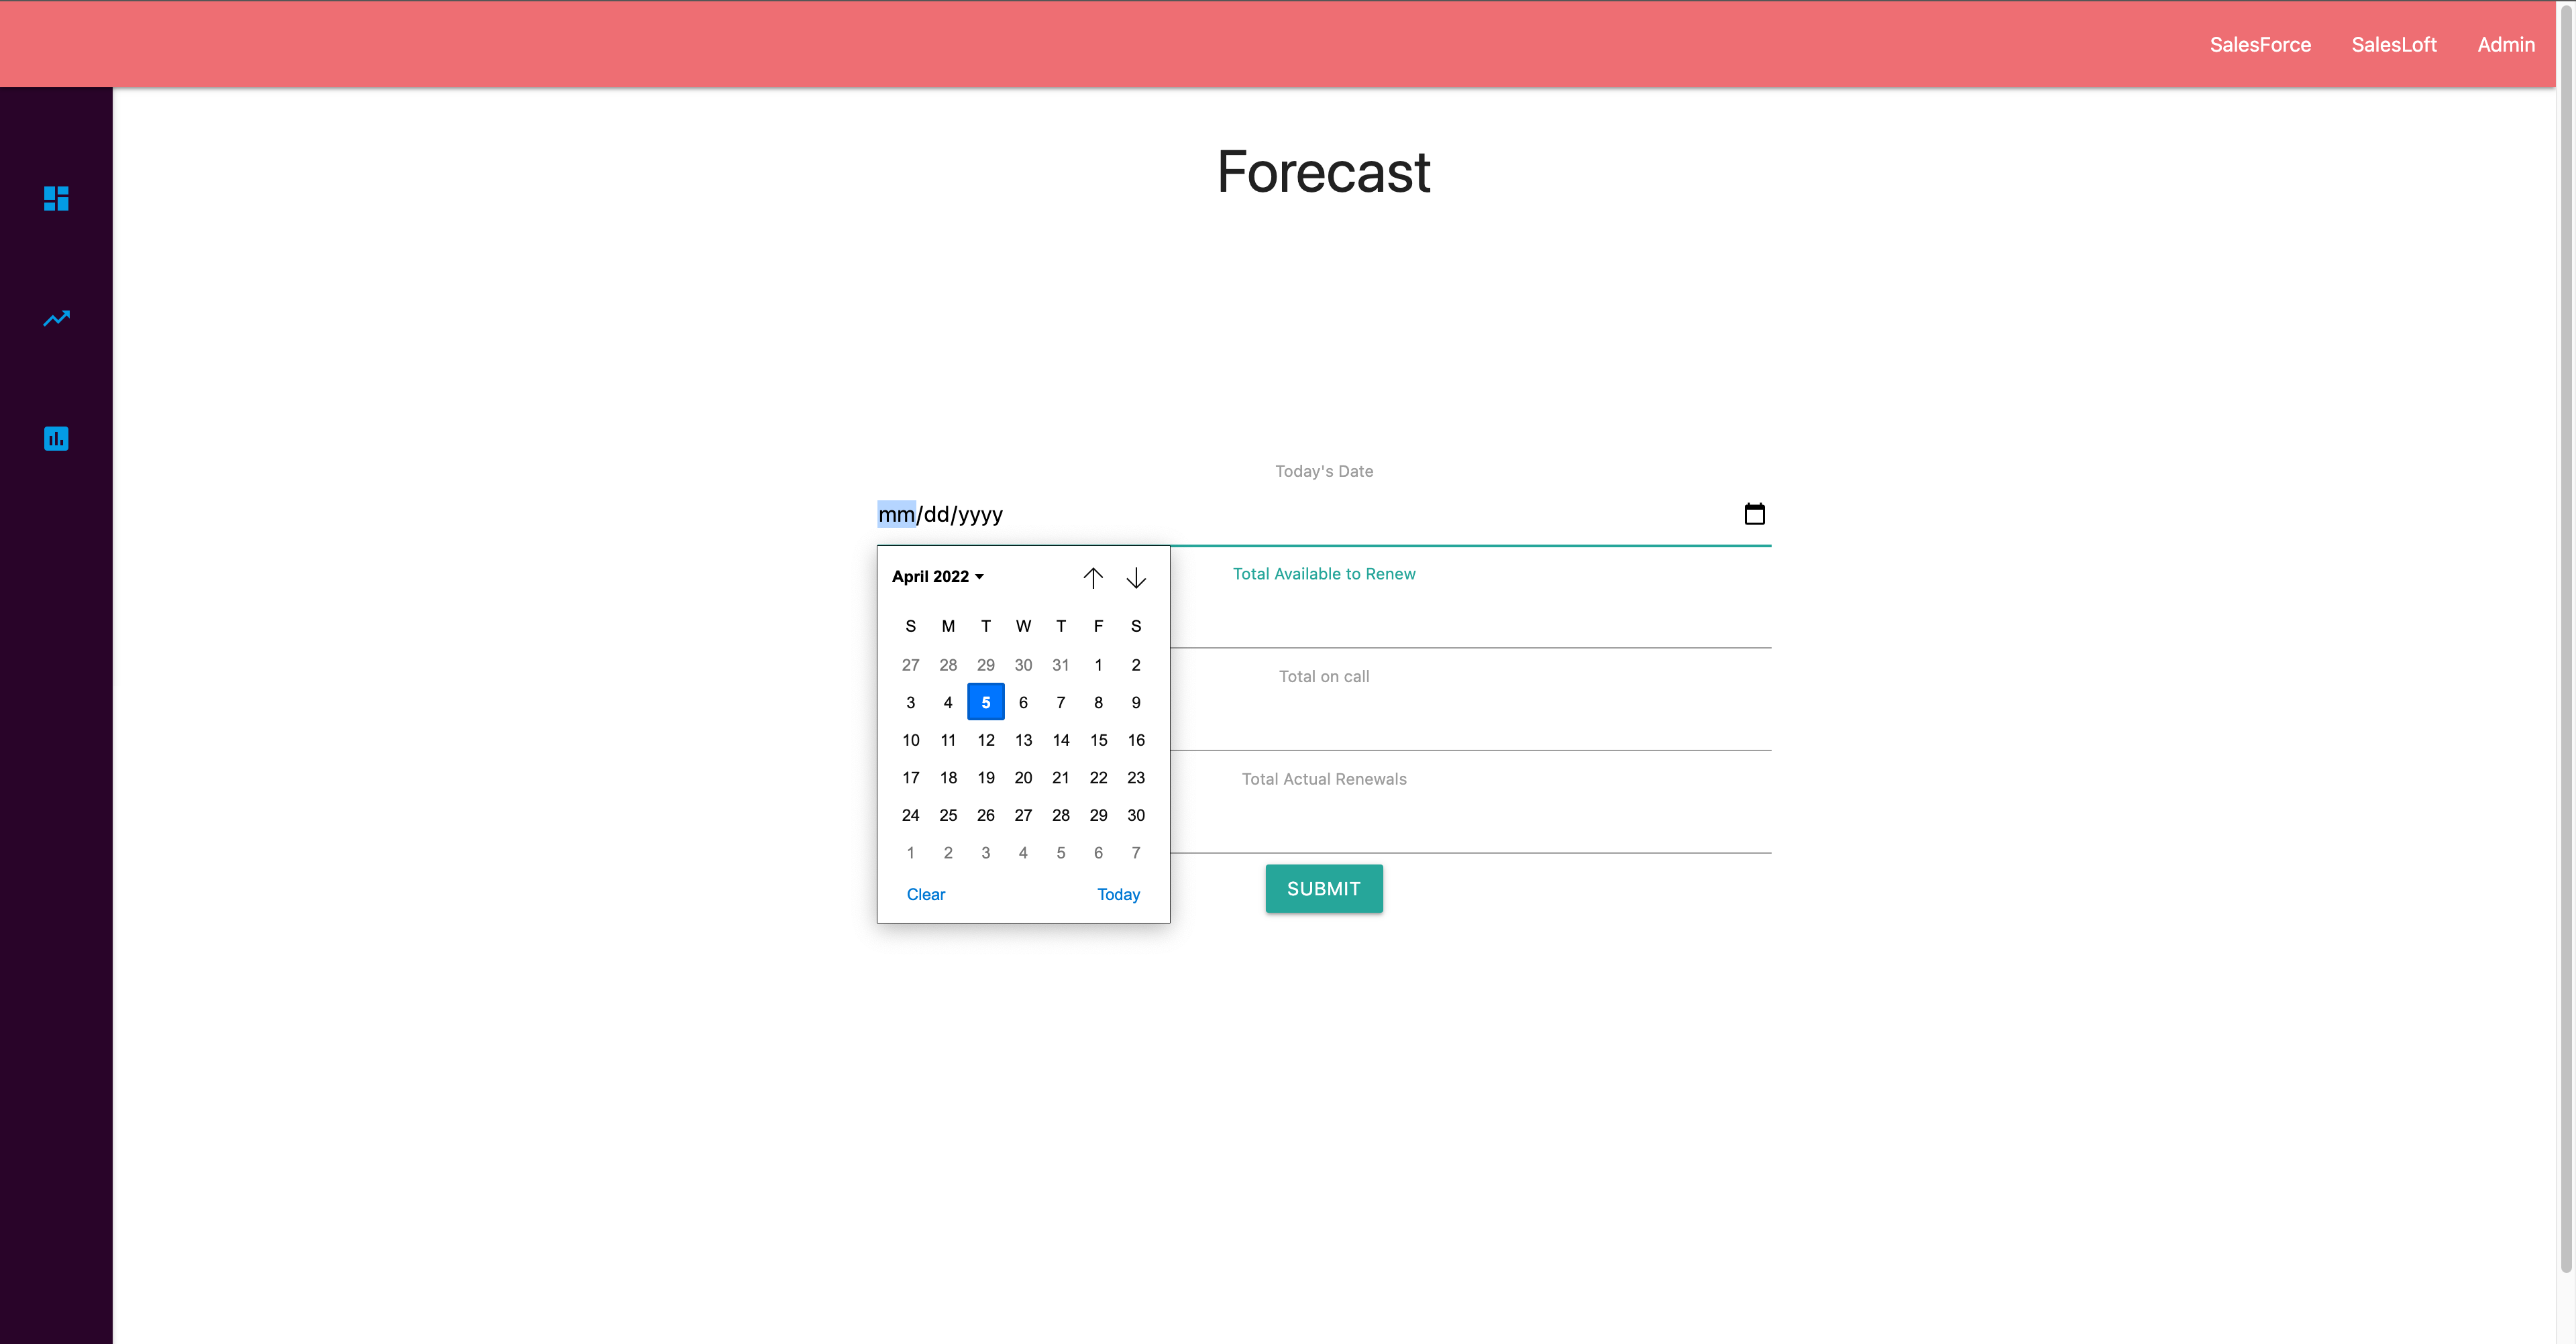 SalesForce SalesLoft Admin
Forecast
Today's Date
mm/dd/yyyy
April 2022
S M T W T F S
27 28 29 30 31 1 2
3 4 5 6 7 8 9
10 11 12 13 14 15 16
17 18 19 20 21 22 23
24 25 26 27 28 29 30
1 2 3 4 5 6 7
Clear Today
Total Available to Renew
Total on call
Total Actual Renewals
SUBMIT